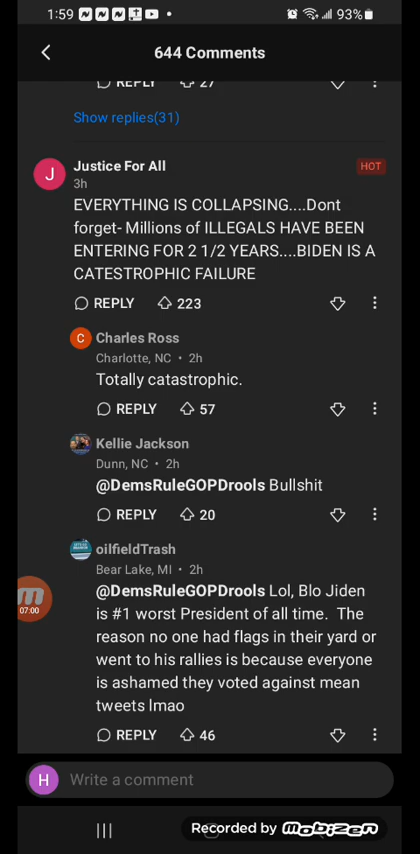 1:59
93%
644 Comments
REPLY 27
Show replies(31)
J
Justice For All
HOT
3h
EVERYTHING IS COLLAPSING....Dont
forget- Millions of ILLEGALS HAVE BEEN
ENTERING FOR 2 1/2 YEARS....BIDEN IS A
CATESTROPHIC FAILURE
REPLY 223
C
Charles Ross
Charlotte, NC • 2h
Totally catastrophic.
REPLY 57
Kellie Jackson
Dunn, NC • 2h
@DemsRuleGOPDrools Bullshit
REPLY 20
oilfieldTrash
Bear Lake, MI • 2h
@DemsRuleGOPDrools Lol, Blo Jiden
is #1 worst President of all time. The
reason no one had flags in their yard or
went to his rallies is because everyone
is ashamed they voted against mean
tweets lmao
m
07:00
REPLY 46
H
Write a comment
Recorded by mobizen